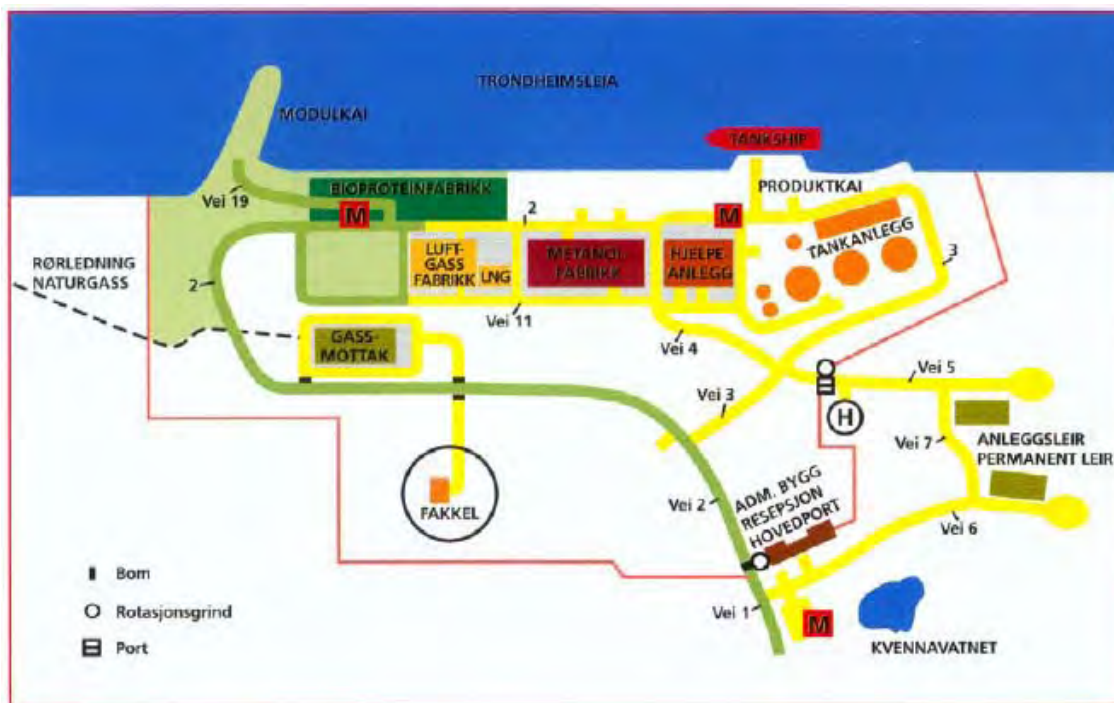 TRONDHEIMSLEIA
MODULKAI
TANKSHIP
PRODUKTKAI
Vei 19
BIOPROTEINFABRIKK
M
2
M
TANKANLEGG
3
RØRLEDNING
NATURGASS
2
LUFT-
GASS
FABRIKK
LNG
METANOL
FABRIKK
HJELPE-
ANLEGG
Vei 11
Vei 4
GASS-
MOTTAK
Vei 5
Vei 3
H
Vei 7
ANLEGGSLEIR
PERMANENT LEIR
FAKKEL
Vei 2
ADM. BYGG
RESEPSJON
HOVEDPORT
Vei 6
Bom
Rotasjonsgrind
Port
Vei 1
M
KVENNAVATNET